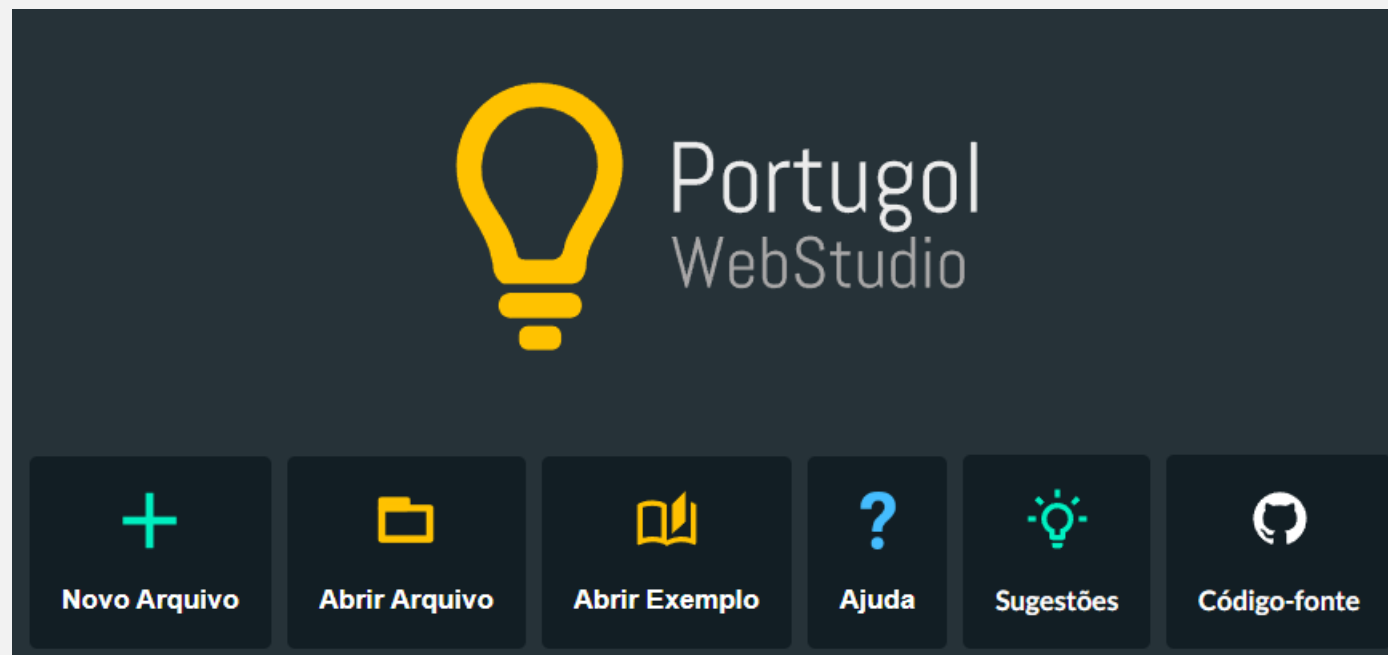 Portugol
WebStudio
Novo Arquivo
Abrir Arquivo
Abrir Exemplo
Ajuda
Sugestões
Código-fonte